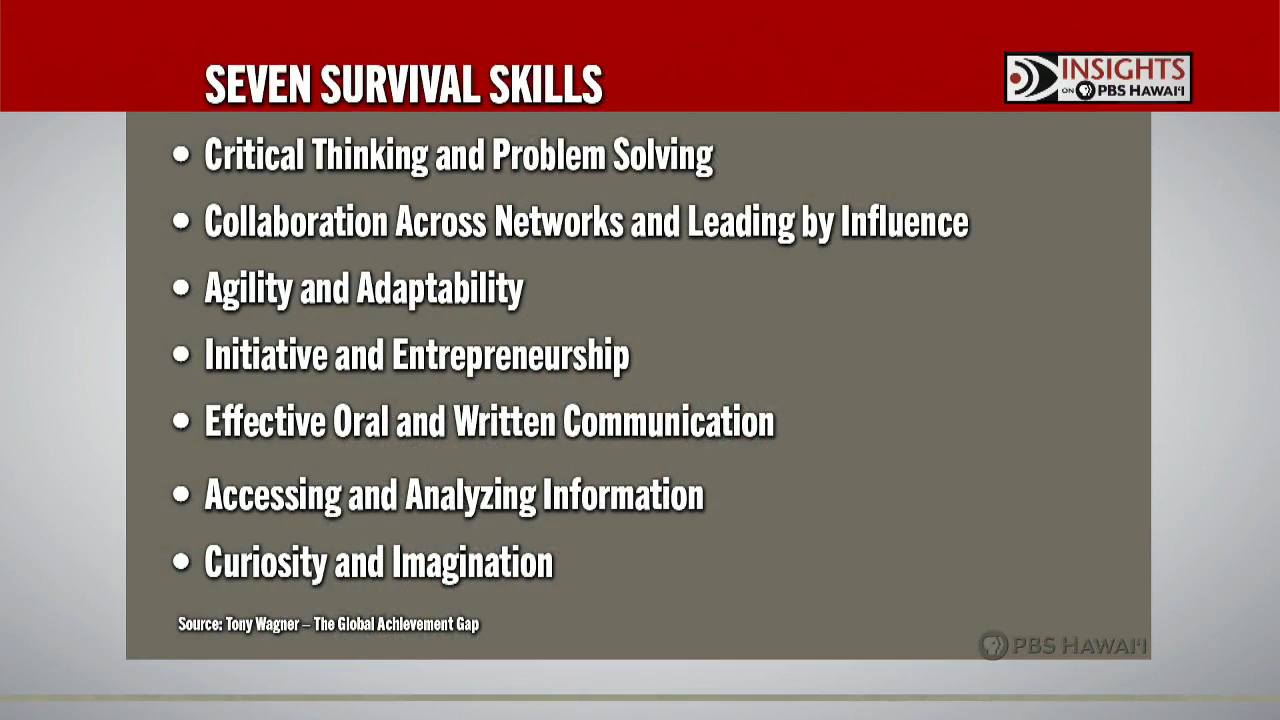 SEVEN SURVIVAL SKILLS
INSIGHTS
ON PBS HAWAI'I
• Critical Thinking and Problem Solving
• Collaboration Across Networks and Leading by Influence
• Agility and Adaptability
• Initiative and Entrepreneurship
• Effective Oral and Written Communication
• Accessing and Analyzing Information
• Curiosity and Imagination
Source: Tony Wagner – The Global Achievement Gap
PBS HAWAI'I